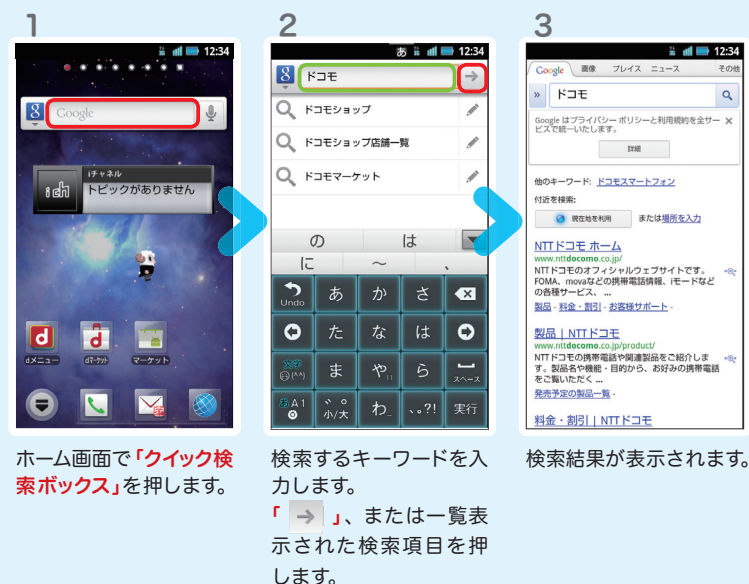 1
12:34
Google
iチャネル
トピックがありません
dメニュー
dマーケット
マーケット
ホーム画面で「クイック検
索ボックス」を押します。
2
あ 12:34
ドコモ
ドコモショップ
ドコモショップ店舗一覧
ドコモマーケット
の は
に ～ 、
Undo あ か さ
た な は
文字 (^^) ま や ら スペース
あA1 小/大 わ 、。?! 実行
検索するキーワードを入
力します。
「 → 」、または一覧表
示された検索項目を押
します。
3
12:34
Google 画像 プレイス ニュース その他
» ドコモ
Google はプライバシー ポリシーと利用規約を全サー ×
ビスで統一いたします。
詳細
他のキーワード: ドコモスマートフォン
付近を検索:
現在地を利用 または場所を入力
NTTドコモ ホーム
www.nttdocomo.co.jp/
NTTドコモのオフィシャルウェブサイトです。
FOMA、movaなどの携帯電話情報、iモードなど
の各種サービス、 ...
製品 - 料金・割引 - お客様サポート -
製品 | NTTドコモ
www.nttdocomo.co.jp/product/
NTTドコモの携帯電話や関連製品をご紹介しま
す。製品名や機能・目的から、お好みの携帯電話
をご覧いただく ...
発売予定の製品一覧 -
料金・割引 | NTTドコモ
検索結果が表示されます。